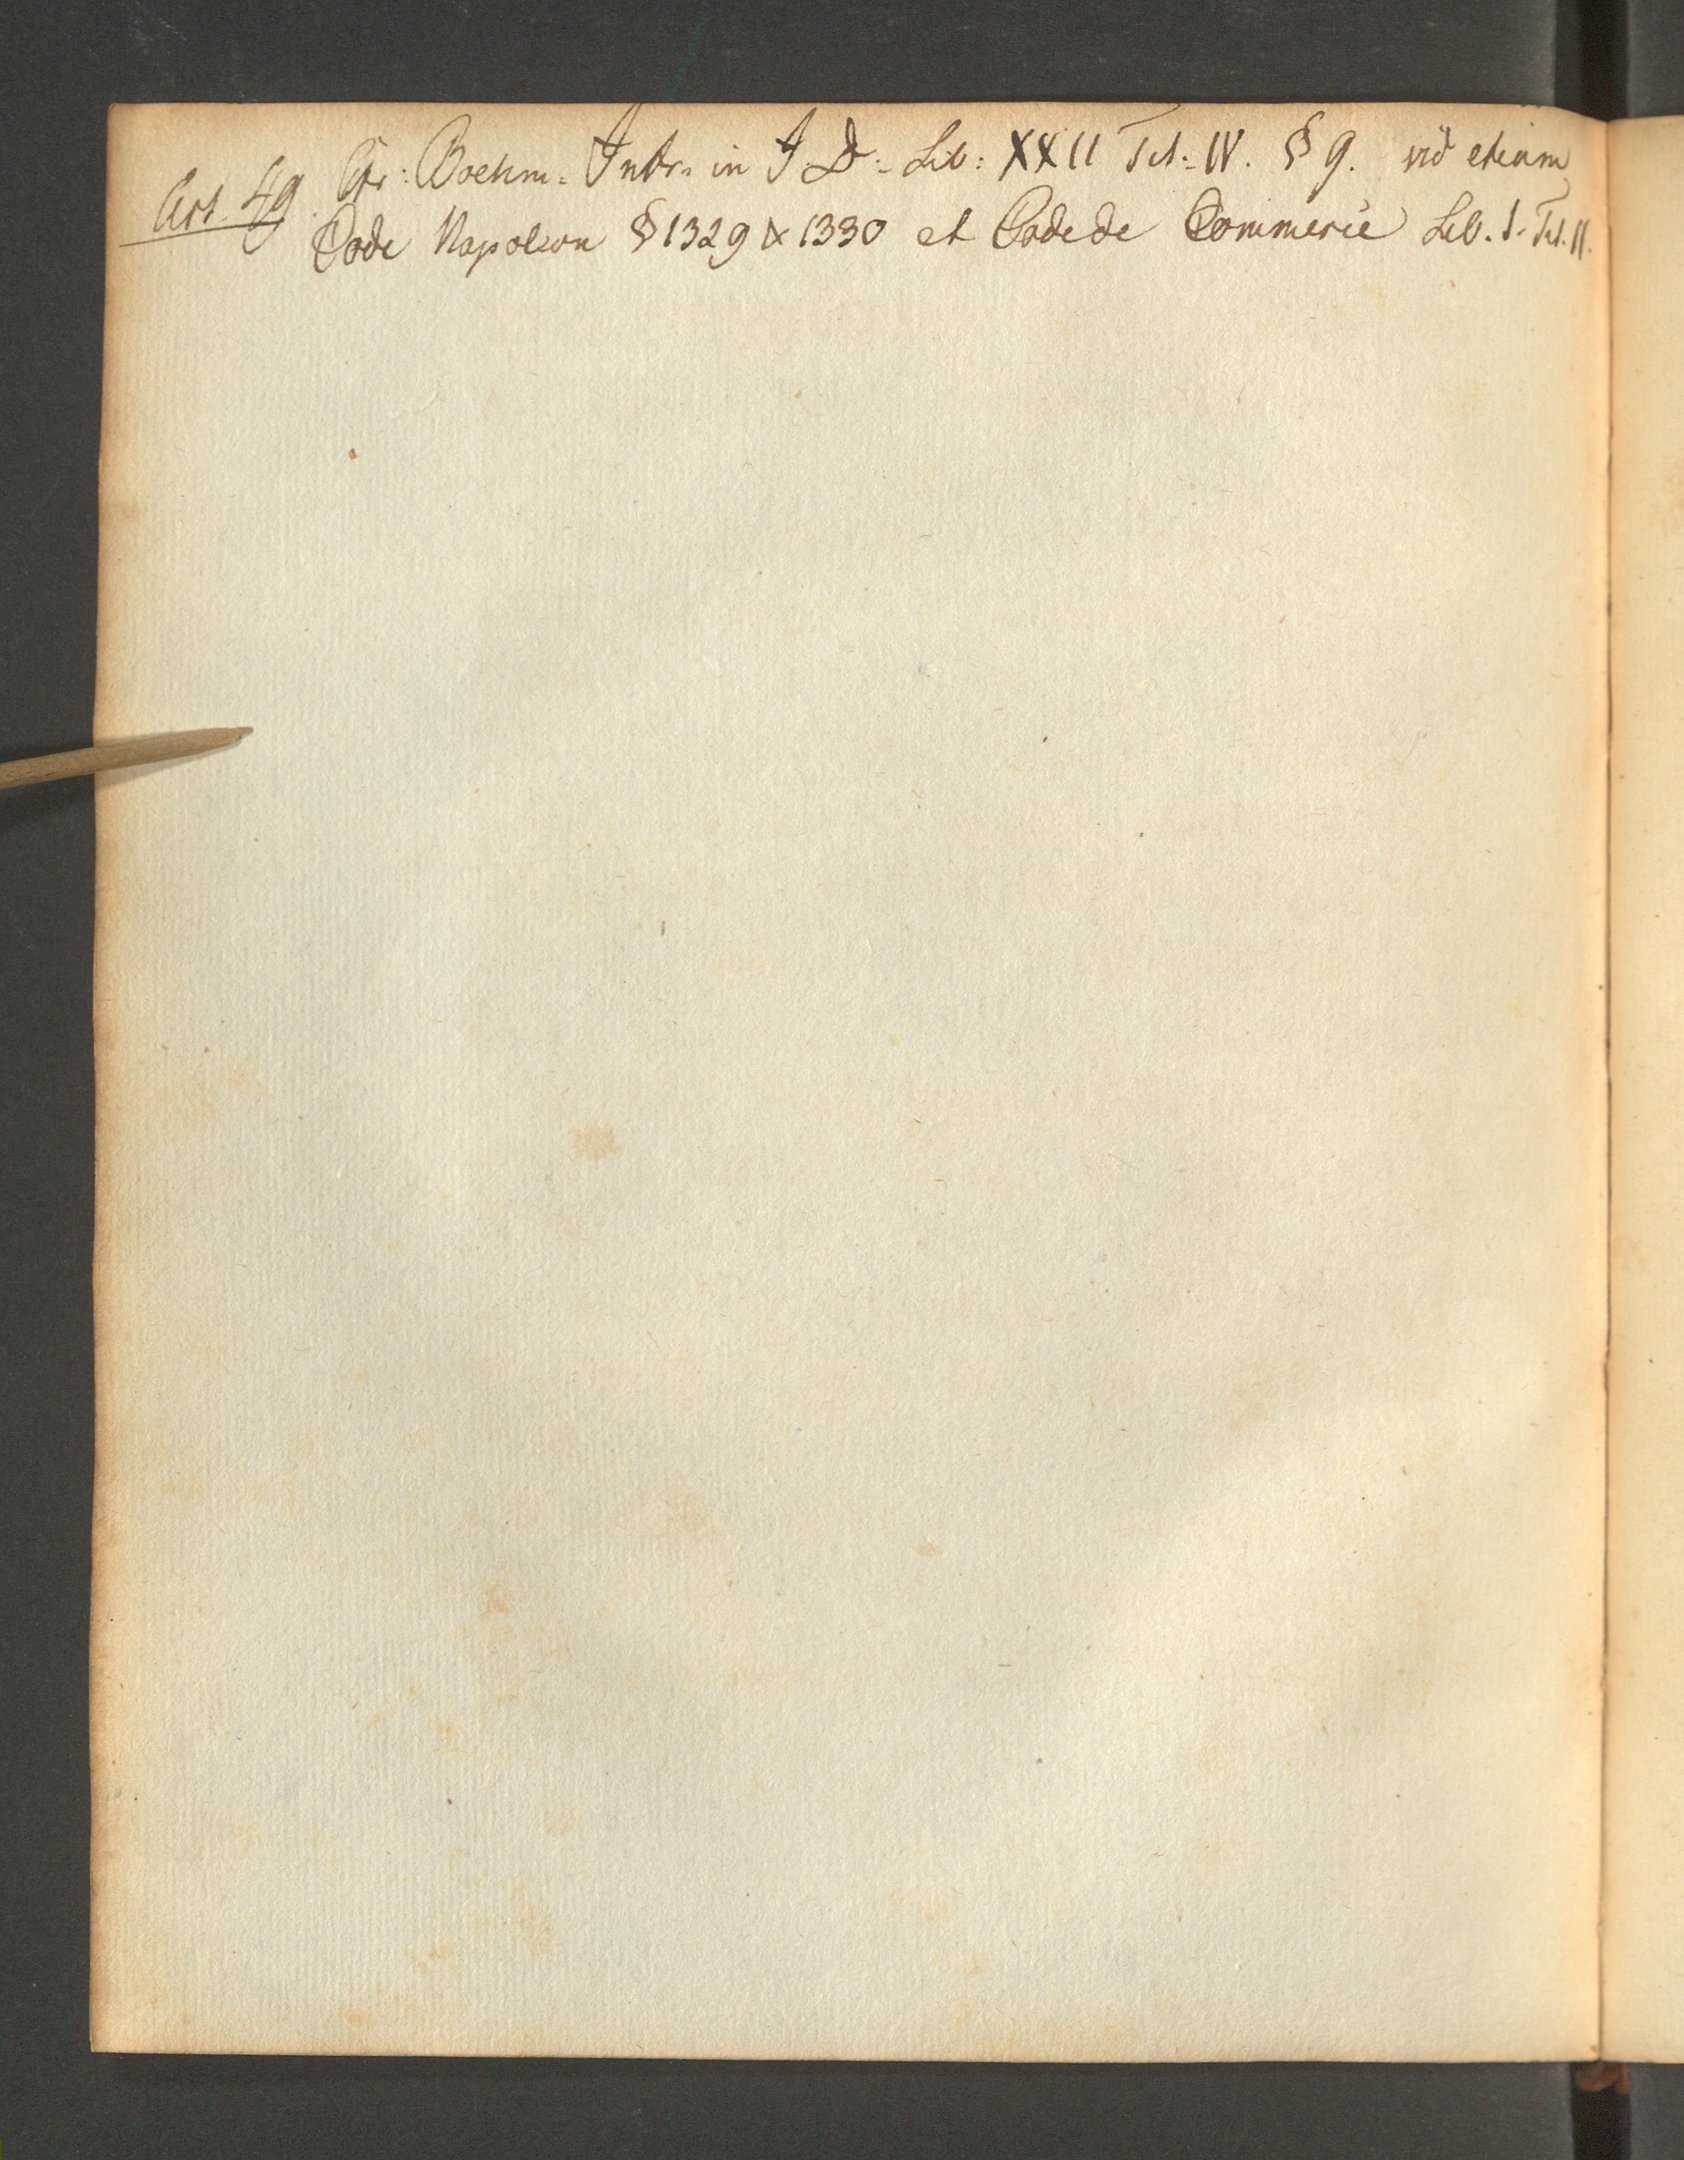 Art. 49. Cfr: Boehm. Intr. in J. D. Lib: XXII Tit. IV. § 9. vid etiam
Code Napoleon § 1329 & 1330 et Code de Commerce Lib. I. Tit. II.